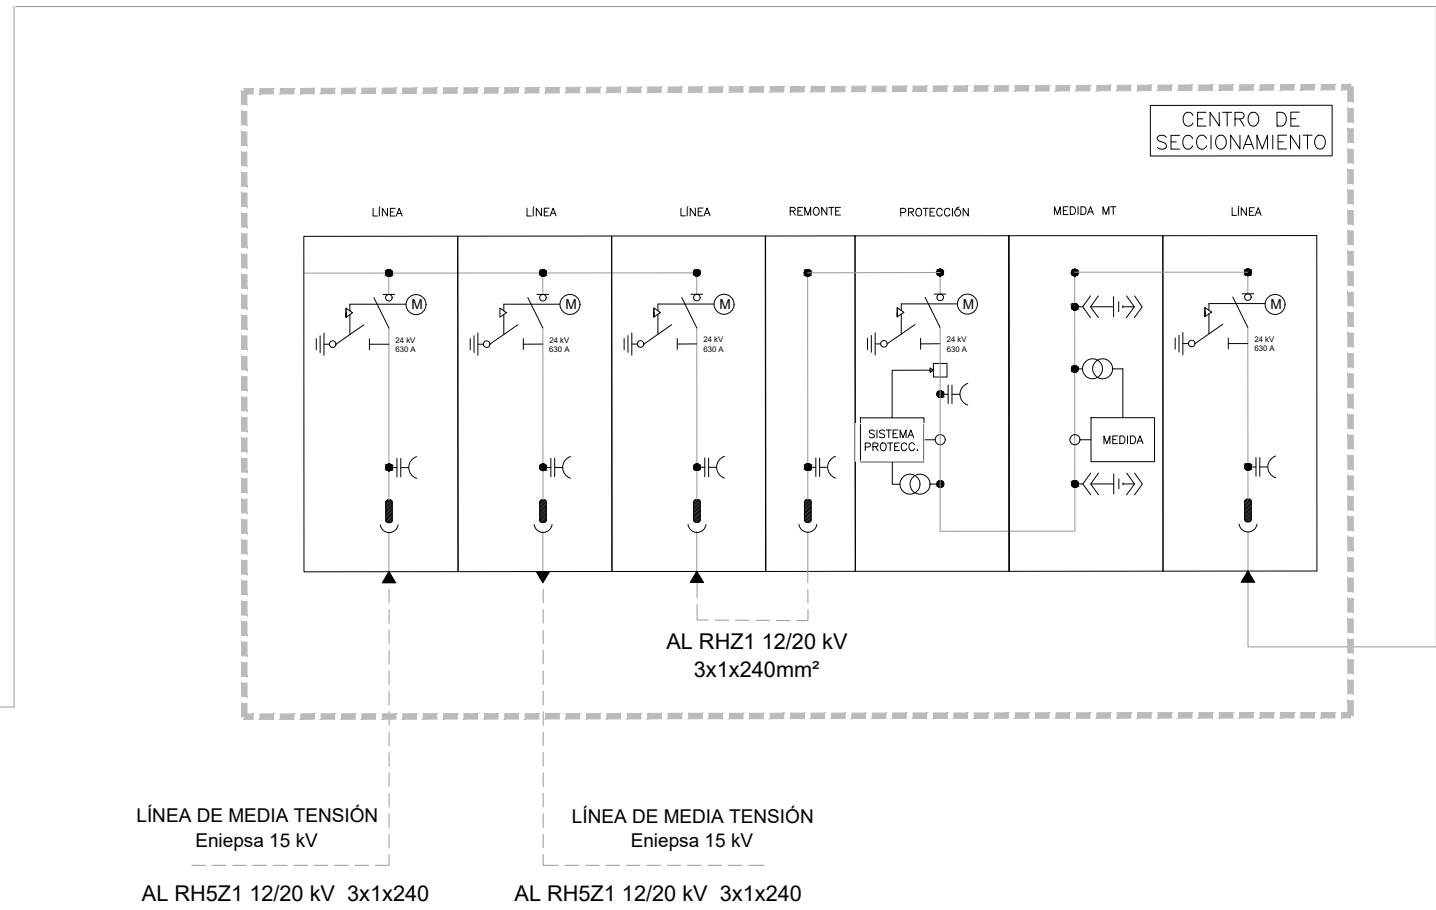 CENTRO DE
SECCIONAMIENTO
LÍNEA
LÍNEA
LÍNEA
REMONTE
PROTECCIÓN
MEDIDA MT
LÍNEA
M
M
M
M
M
24 kV
630 A
24 kV
630 A
24 kV
630 A
24 kV
630 A
24 kV
630 A
SISTEMA
PROTECC.
MEDIDA
AL RHZ1 12/20 kV
3x1x240mm²
LÍNEA DE MEDIA TENSIÓN
Eniepsa 15 kV
AL RH5Z1 12/20 kV 3x1x240
LÍNEA DE MEDIA TENSIÓN
Eniepsa 15 kV
AL RH5Z1 12/20 kV 3x1x240